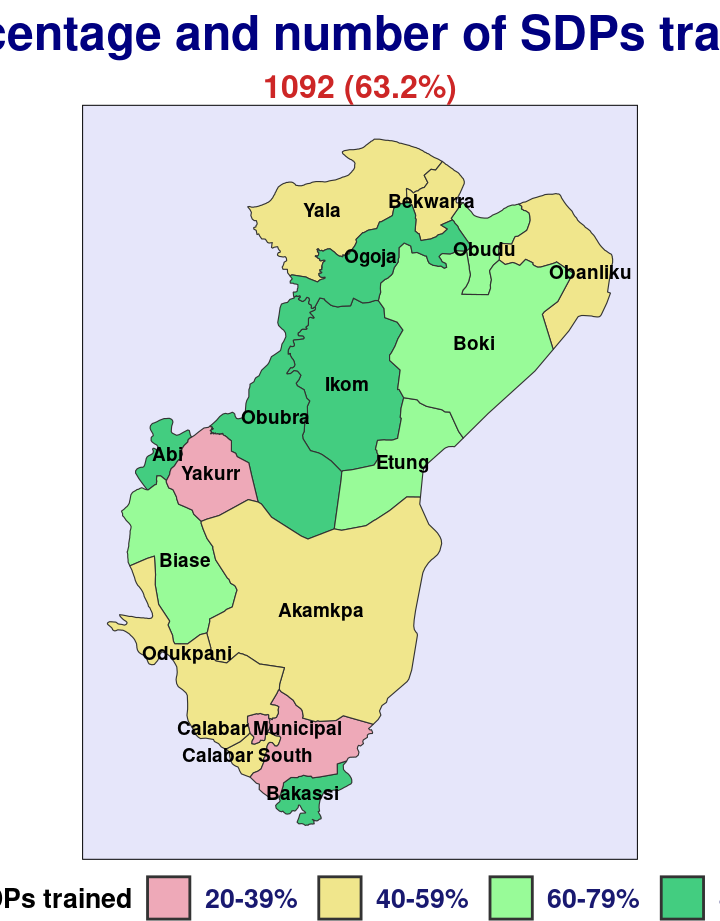 centage and number of SDPs tra
1092 (63.2%)
Yala
Bekwarra
Ogoja
Obudu
Obanliku
Boki
Ikom
Obubra
Abi
Yakurr
Etung
Biase
Akamkpa
Odukpani
Calabar Municipal
Calabar South
Bakassi
DPs trained 20-39% 40-59% 60-79%